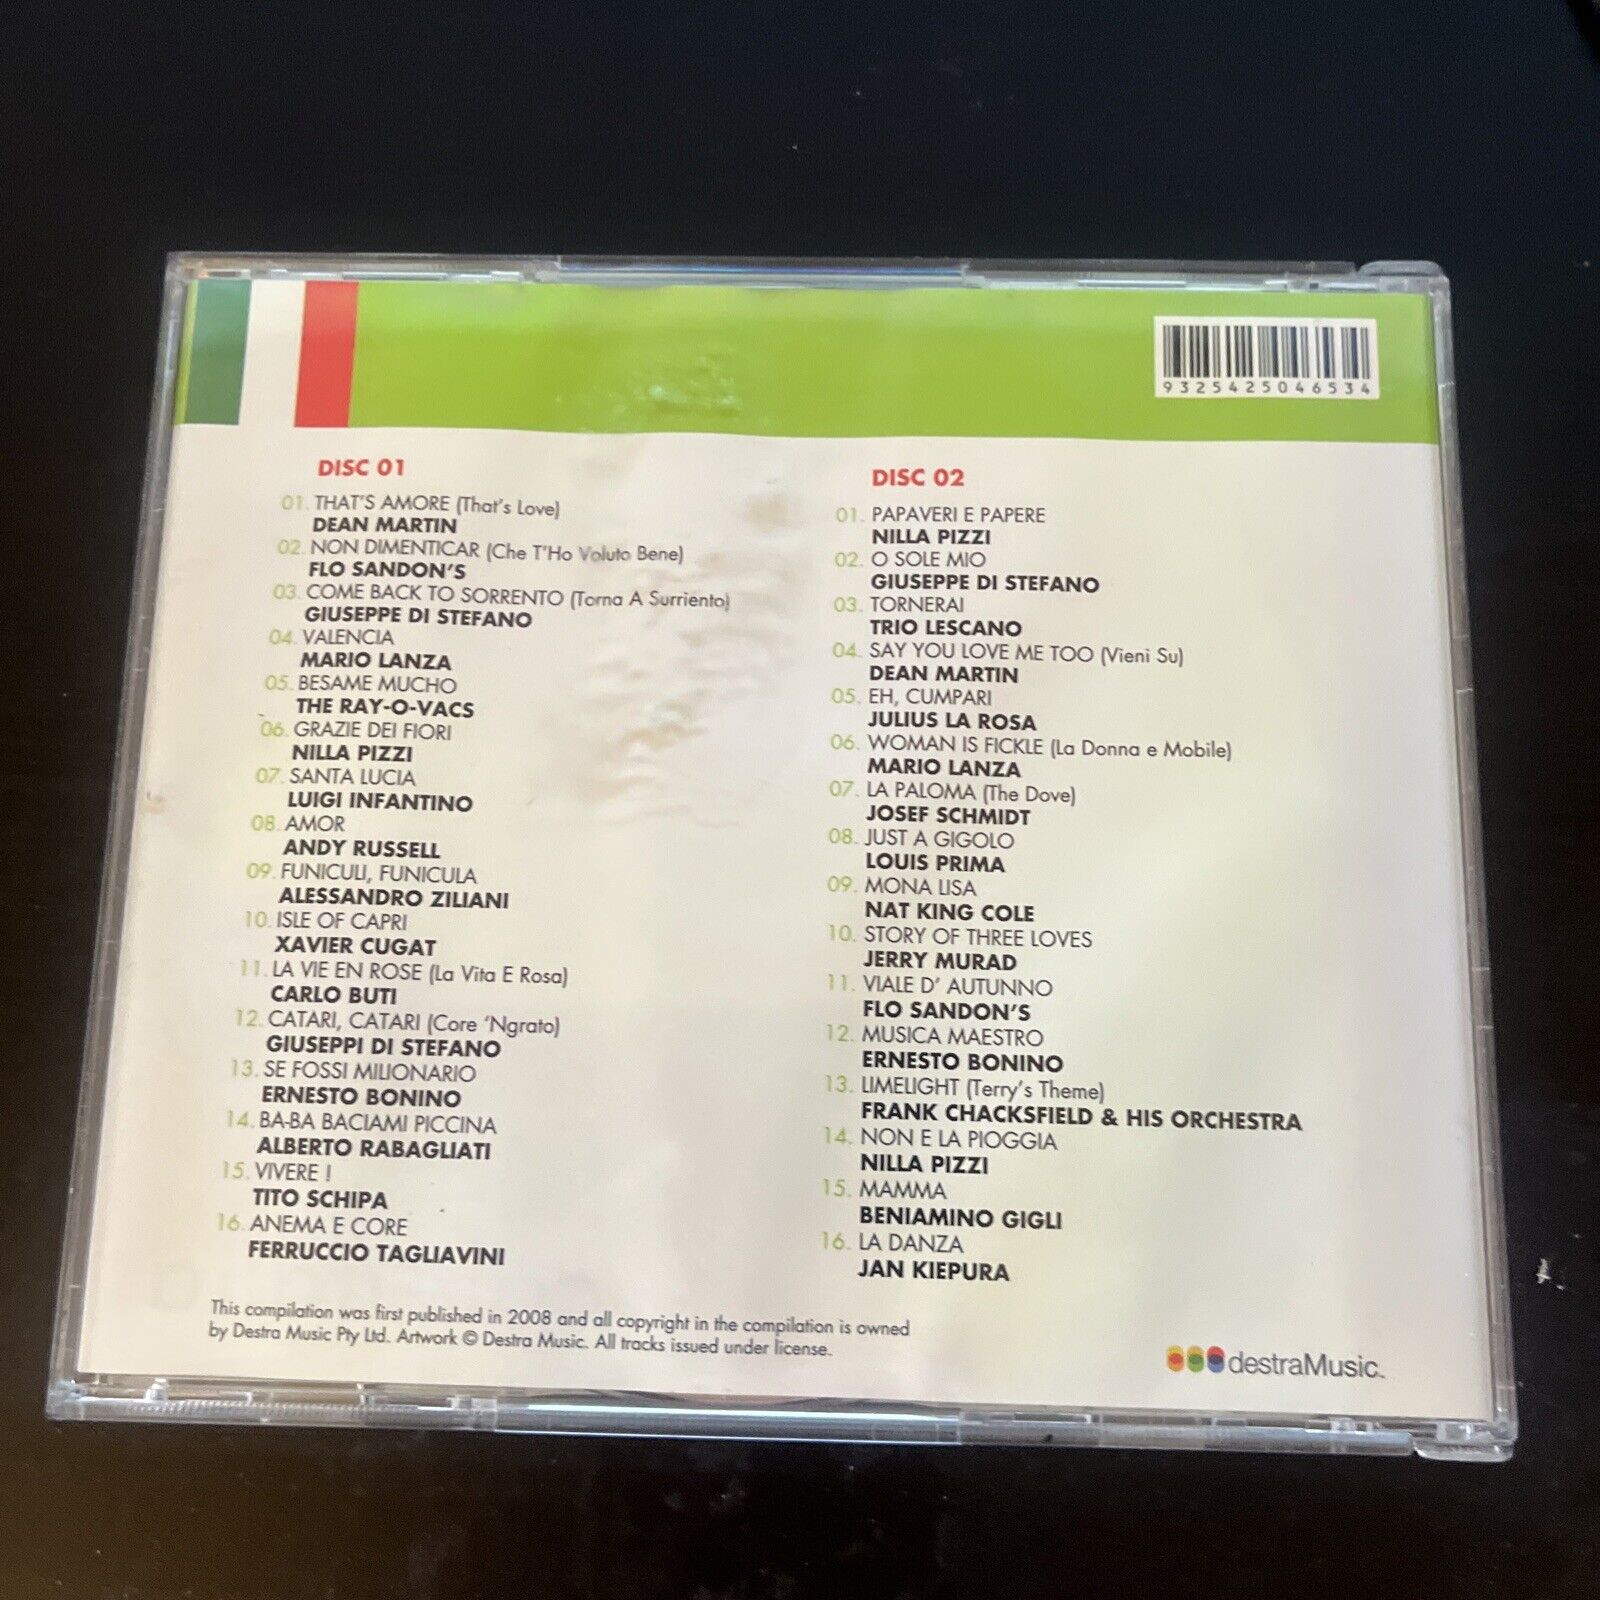 9325425046534
DISC 01
01. THAT'S AMORE (That's Love)
DEAN MARTIN
02. NON DIMENTICAR (Che T'Ho Voluto Bene)
FLO SANDON'S
03. COME BACK TO SORRENTO (Torna A Surriento)
GIUSEPPE DI STEFANO
04. VALENCIA
MARIO LANZA
05. BESAME MUCHO
THE RAY-O-VACS
06. GRAZIE DEI FIORI
NILLA PIZZI
07. SANTA LUCIA
LUIGI INFANTINO
08. AMOR
ANDY RUSSELL
09. FUNICULI, FUNICULA
ALESSANDRO ZILIANI
10. ISLE OF CAPRI
XAVIER CUGAT
11. LA VIE EN ROSE (La Vita E Rosa)
CARLO BUTI
12. CATARI, CATARI (Core 'Ngrato)
GIUSEPPI DI STEFANO
13. SE FOSSI MILIONARIO
ERNESTO BONINO
14. BA-BA BACIAMI PICCINA
ALBERTO RABAGLIATI
15. VIVERE !
TITO SCHIPA
16. ANEMA E CORE
FERRUCCIO TAGLIAVINI
DISC 02
01. PAPAVERI E PAPERE
NILLA PIZZI
02. O SOLE MIO
GIUSEPPE DI STEFANO
03. TORNERAI
TRIO LESCANO
04. SAY YOU LOVE ME TOO (Vieni Su)
DEAN MARTIN
05. EH, CUMPARI
JULIUS LA ROSA
06. WOMAN IS FICKLE (La Donna e Mobile)
MARIO LANZA
07. LA PALOMA (The Dove)
JOSEF SCHMIDT
08. JUST A GIGOLO
LOUIS PRIMA
09. MONA LISA
NAT KING COLE
10. STORY OF THREE LOVES
JERRY MURAD
11. VIALE D' AUTUNNO
FLO SANDON'S
12. MUSICA MAESTRO
ERNESTO BONINO
13. LIMELIGHT (Terry's Theme)
FRANK CHACKSFIELD & HIS ORCHESTRA
14. NON E LA PIOGGIA
NILLA PIZZI
15. MAMMA
BENIAMINO GIGLI
16. LA DANZA
JAN KIEPURA
This compilation was first published in 2008 and all copyright in the compilation is owned
by Destra Music Pty Ltd. Artwork © Destra Music. All tracks issued under license.
destraMusic.